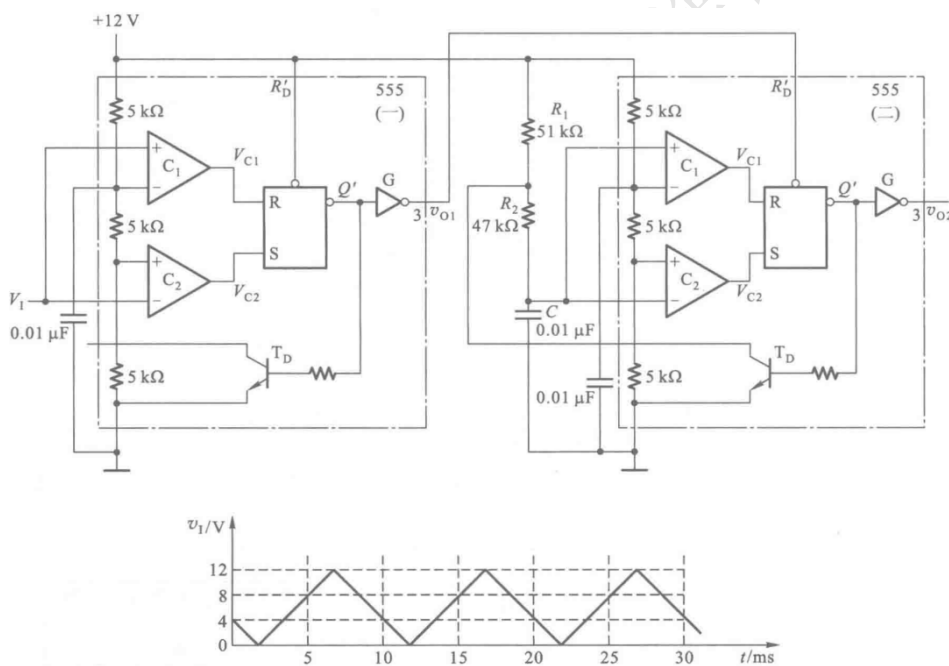 +12 V
555
(一)
R'D
5 kΩ
C1
+
−
VC1
R
Q'
G
3
vO1
5 kΩ
+
C2
−
VC2
S
VI
0.01 μF
TD
5 kΩ
R1
51 kΩ
R2
47 kΩ
C
0.01 μF
0.01 μF
555
(二)
R'D
5 kΩ
C1
+
−
VC1
R
Q'
G
3
vO2
5 kΩ
+
C2
−
VC2
S
TD
5 kΩ
vI/V
12
8
4
0
5
10
15
20
25
30
t/ms